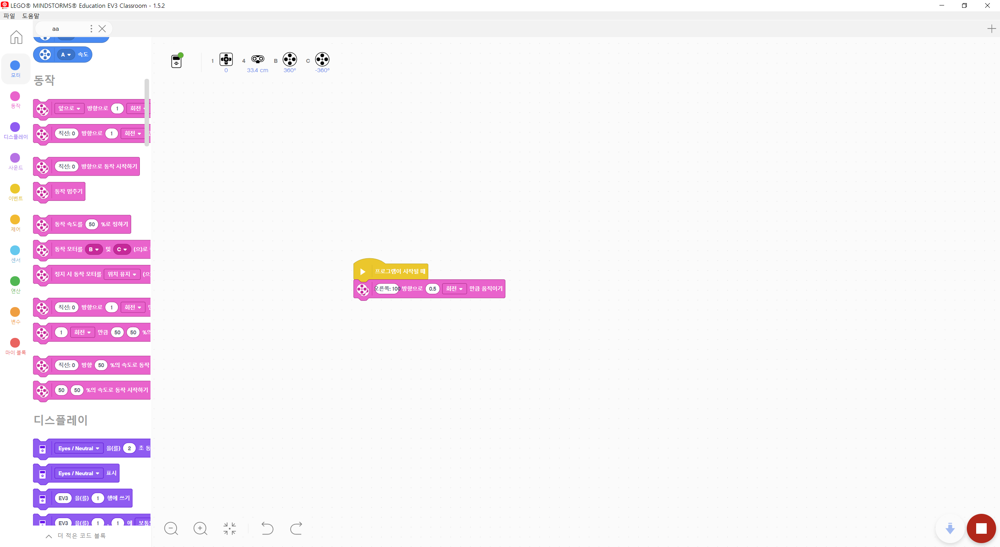 LEGO® MINDSTORMS® Education EV3 Classroom - 1.5.2
파일 도움말
aa
A 속도
1 4 B C
0 33.4 cm 360° -360°
모터
동작
디스플레이
사운드
이벤트
제어
센서
연산
변수
마이 블록
동작
앞으로 방향으로 1 회전
직선: 0 방향으로 1 회전
직선: 0 방향으로 동작 시작하기
동작 멈추기
동작 속도를 50 %로 정하기
동작 모터를 B 및 C (으)로
정지 시 동작 모터를 위치 유지 (으
직선: 0 방향으로 1 회전
1 회전 만큼 50 50 %의
직선: 0 방향 50 %의 속도로 동작
50 50 %의 속도로 동작 시작하기
디스플레이
Eyes / Neutral 을(를) 2 초 동
Eyes / Neutral 표시
EV3 을(를) 1 행에 쓰기
EV3 을(를) 1 , 1 에 보통
더 적은 코드 블록
프로그램이 시작될 때
오른쪽: 100 방향으로 0.5 회전 만큼 움직이기